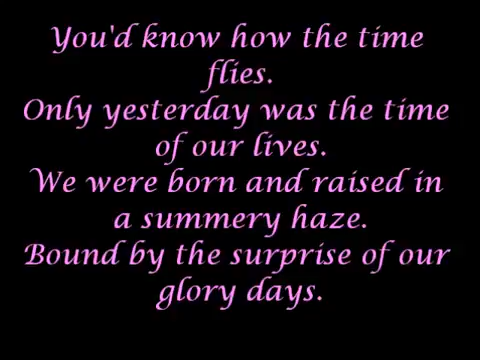 You'd know how the time
flies.
Only yesterday was the time
of our lives.
We were born and raised in
a summery haze.
Bound by the surprise of our
glory days.